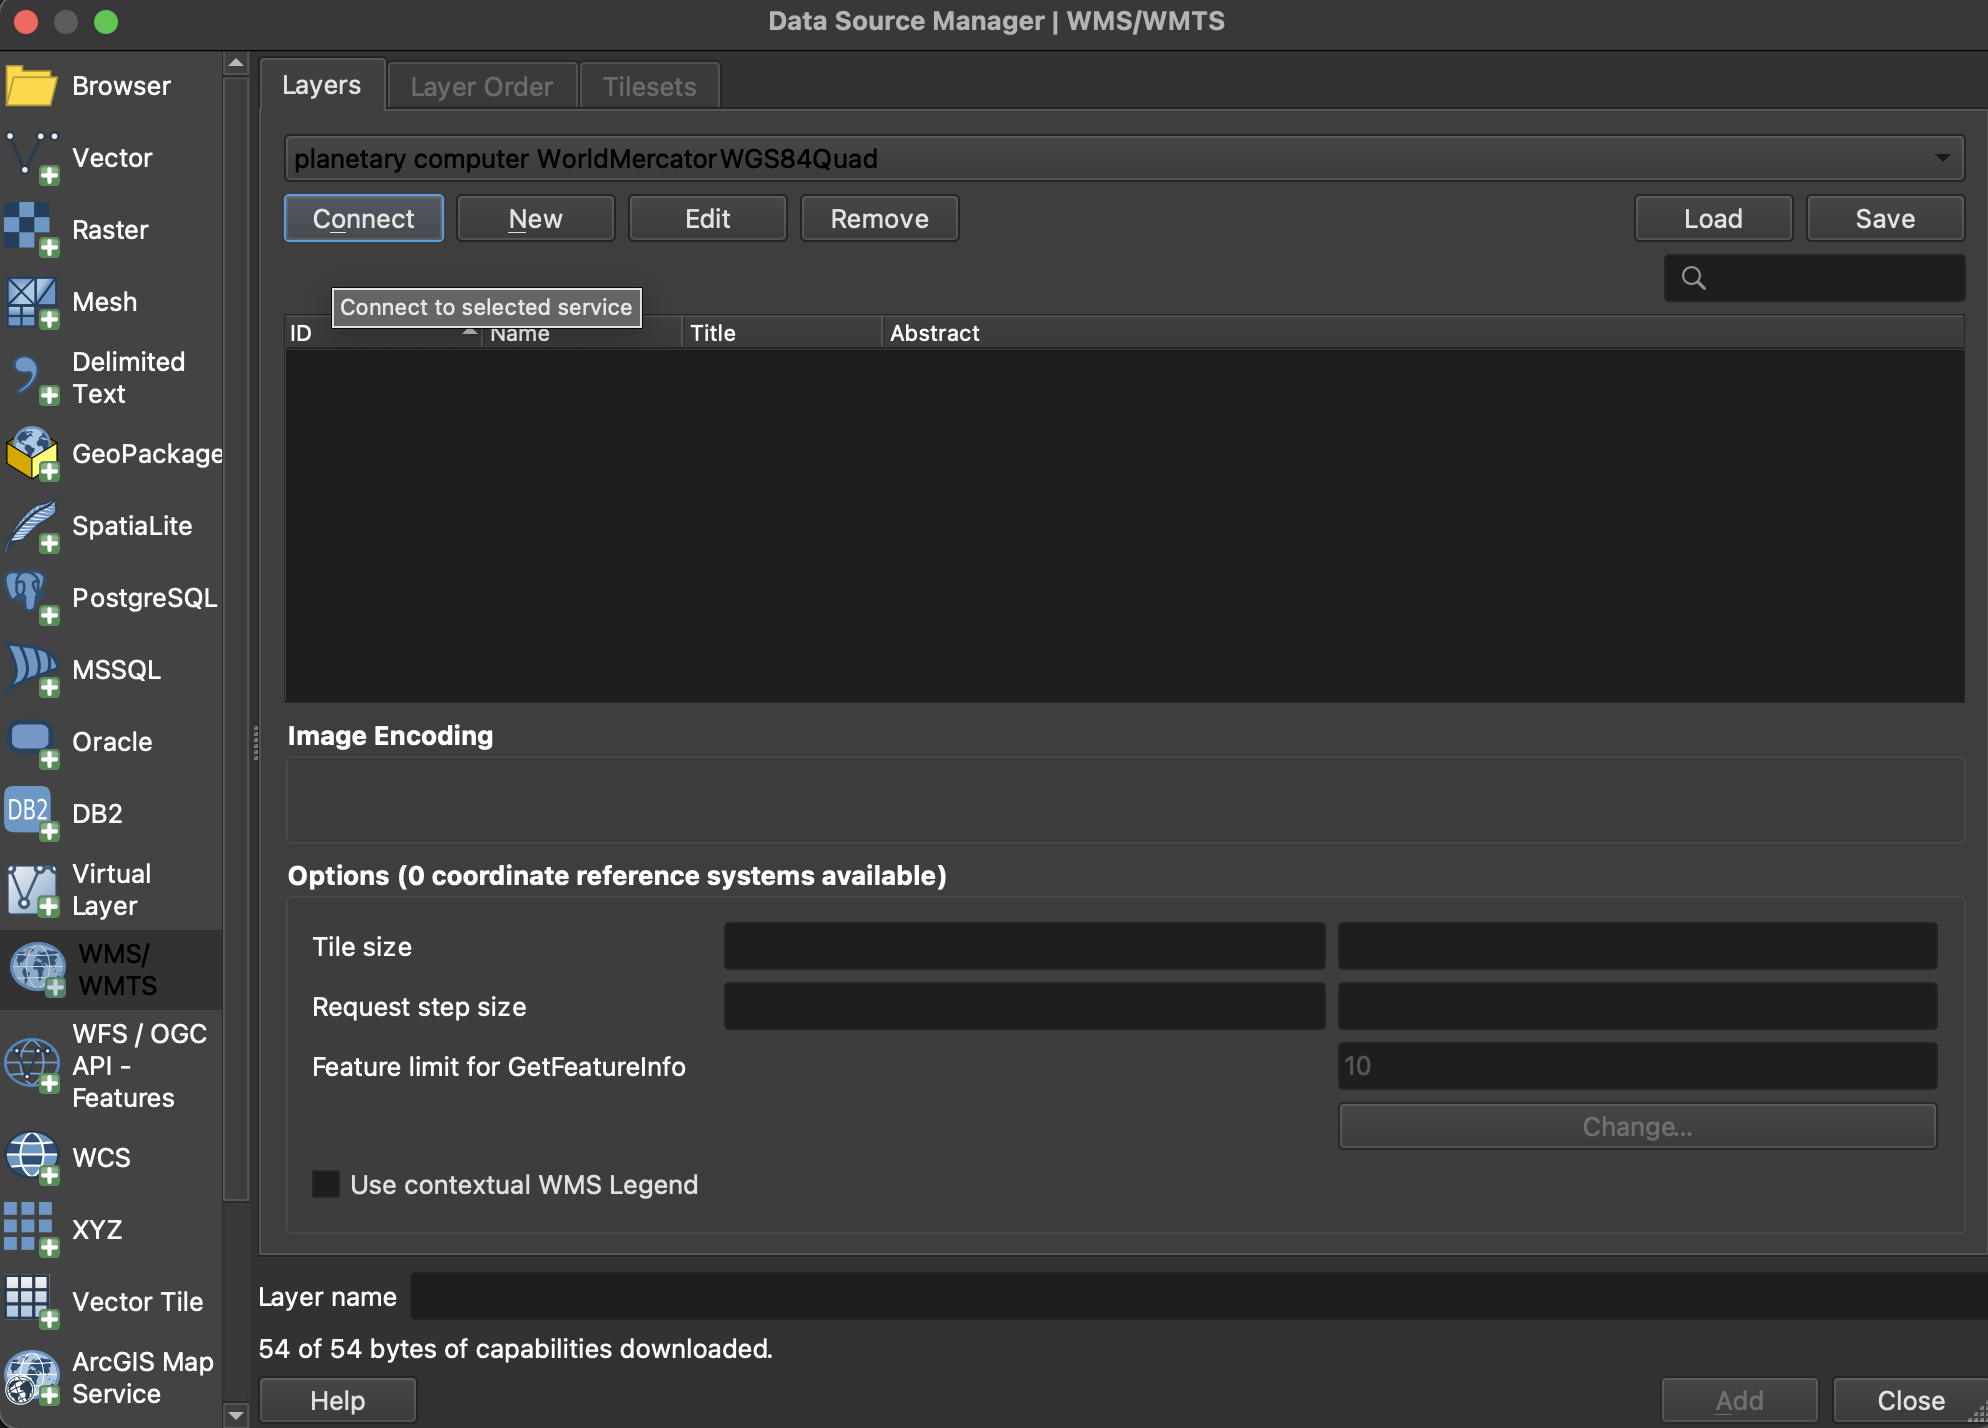 Data Source Manager | WMS/WMTS
Browser
Vector
Raster
Mesh
Delimited
Text
GeoPackage
SpatiaLite
PostgreSQL
MSSQL
Oracle
DB2
DB2
Virtual
Layer
WMS/
WMTS
WFS / OGC
API -
Features
WCS
XYZ
Vector Tile
ArcGIS Map
Service
Layers
Layer Order
Tilesets
planetary computer WorldMercatorWGS84Quad
Connect
New
Edit
Remove
Load
Save
Connect to selected service
ID
Name
Title
Abstract
Image Encoding
Options (0 coordinate reference systems available)
Tile size
Request step size
Feature limit for GetFeatureInfo
10
Change...
Use contextual WMS Legend
Layer name
54 of 54 bytes of capabilities downloaded.
Help
Add
Close